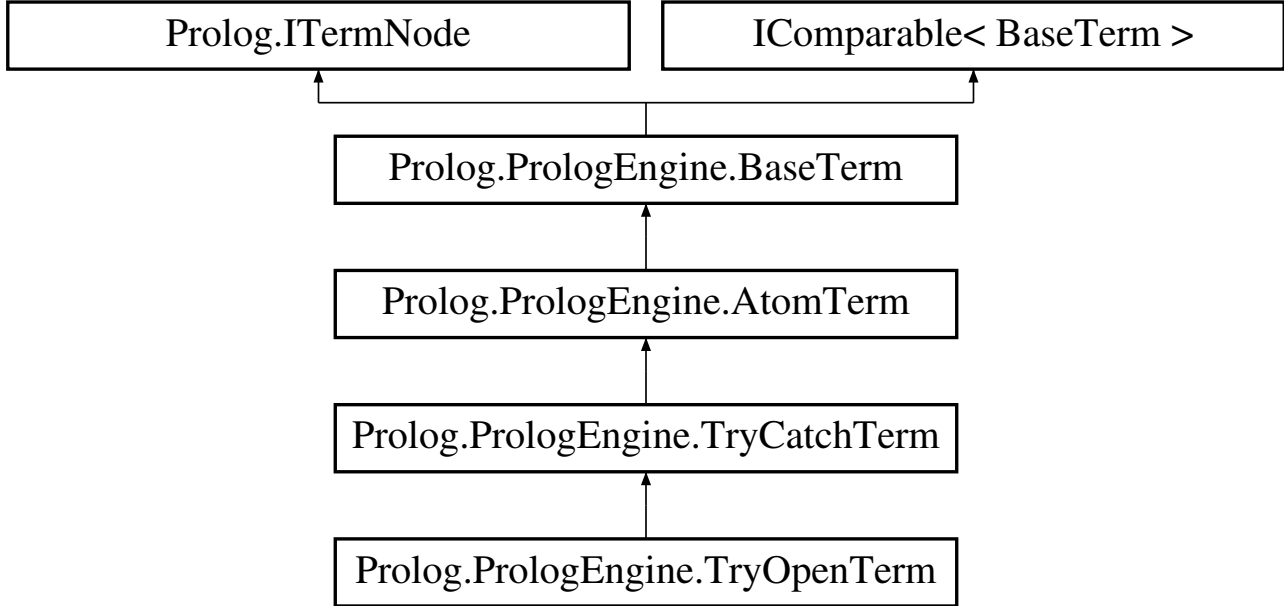 Prolog.ITermNode
IComparable< BaseTerm >
Prolog.PrologEngine.BaseTerm
Prolog.PrologEngine.AtomTerm
Prolog.PrologEngine.TryCatchTerm
Prolog.PrologEngine.TryOpenTerm